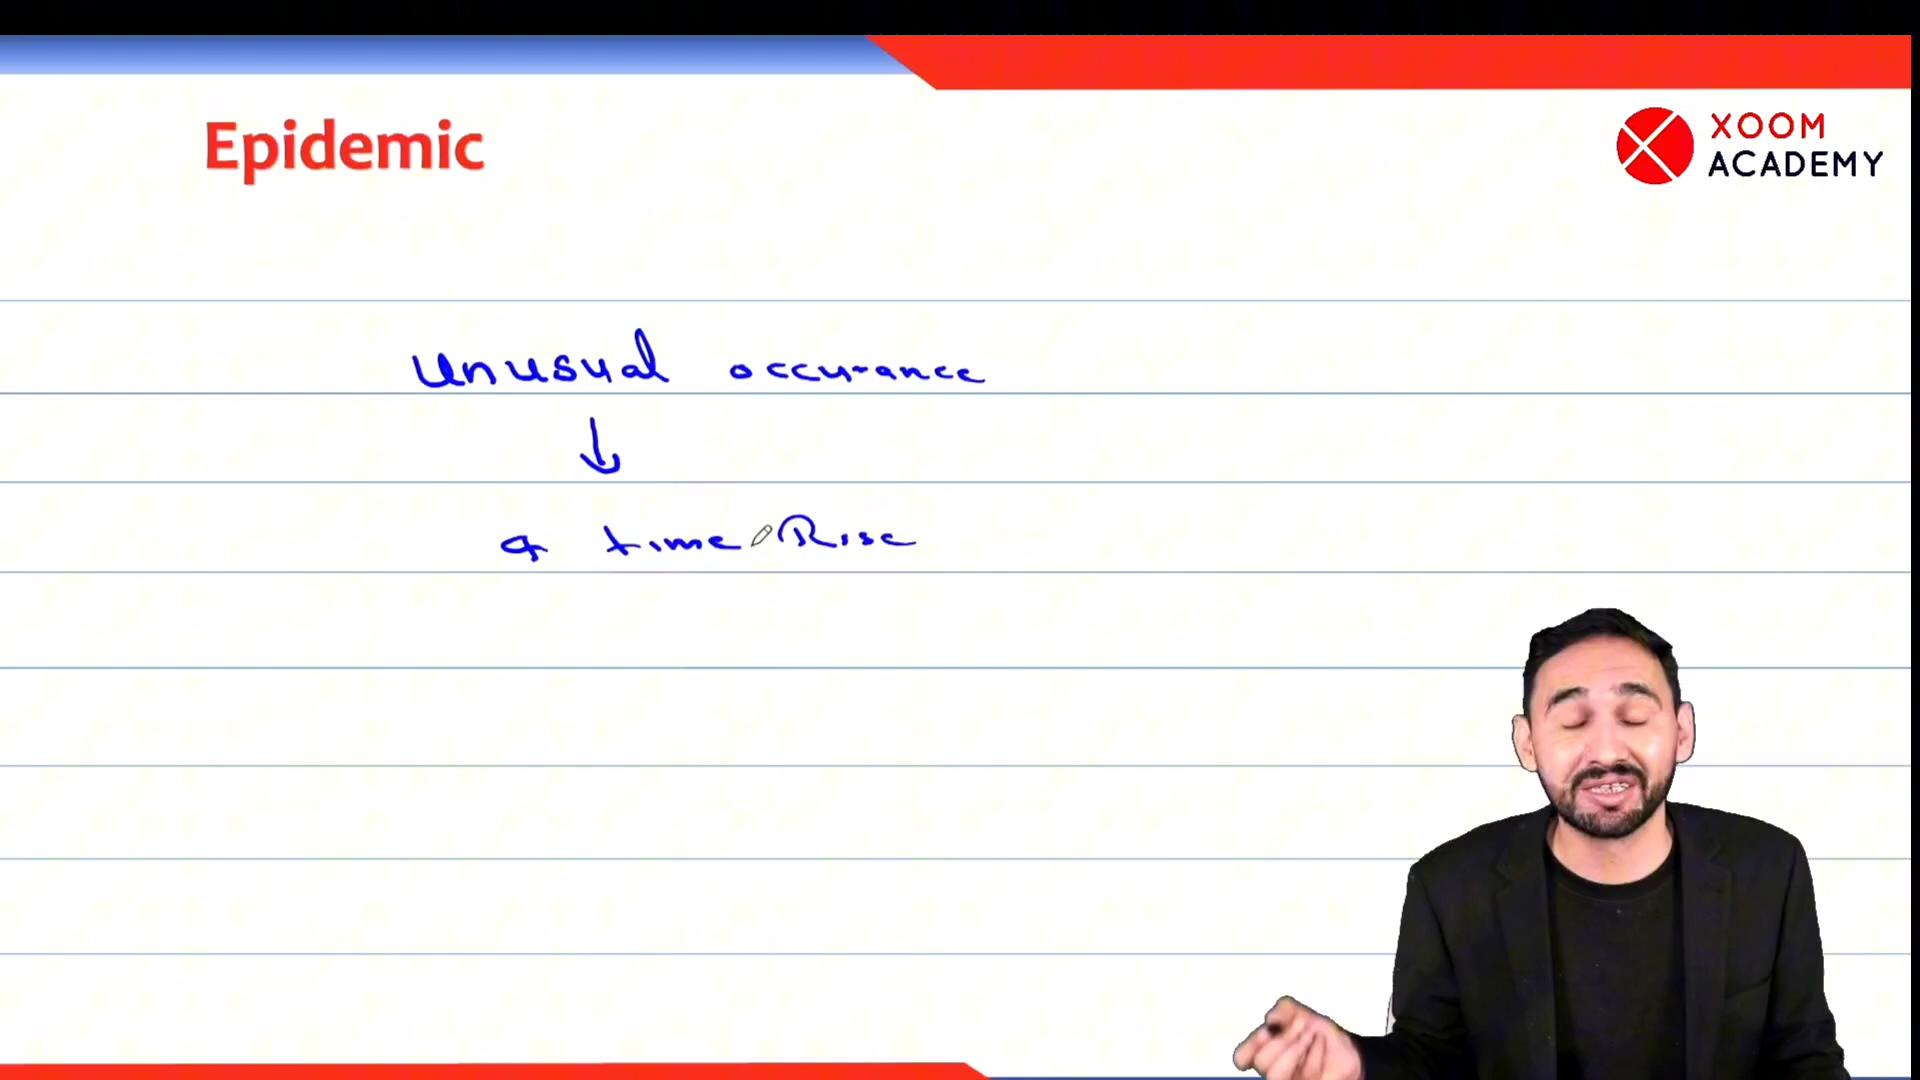 Epidemic
XOOM
ACADEMY
Unusual occurance
time Rise